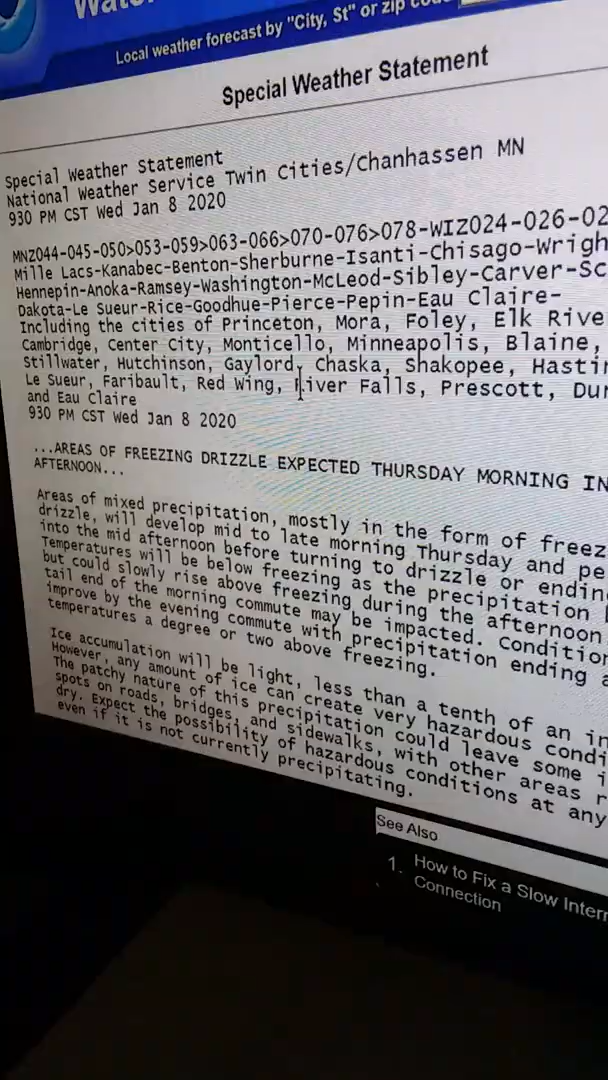 Local weather forecast by "City, St" or zip code
Special Weather Statement
Special Weather Statement
National Weather Service Twin Cities/Chanhassen MN
930 PM CST Wed Jan 8 2020
MNZ044-045-050>053-059>063-066>070-076>078-WIZ024-026-02
Mille Lacs-Kanabec-Benton-Sherburne-Isanti-Chisago-Wrigh
Hennepin-Anoka-Ramsey-Washington-McLeod-Sibley-Carver-Sc
Dakota-Le Sueur-Rice-Goodhue-Pierce-Pepin-Eau Claire-
Including the cities of Princeton, Mora, Foley, Elk Rive
Cambridge, Center City, Monticello, Minneapolis, Blaine,
Stillwater, Hutchinson, Gaylord, Chaska, Shakopee, Hastin
Le Sueur, Faribault, Red Wing, River Falls, Prescott, Dur
and Eau Claire
930 PM CST Wed Jan 8 2020
...AREAS OF FREEZING DRIZZLE EXPECTED THURSDAY MORNING IN
AFTERNOON...
Areas of mixed precipitation, mostly in the form of freez
drizzle, will develop mid to late morning Thursday and pe
into the mid afternoon before turning to drizzle or ending
Temperatures will be below freezing as the precipitation
but could slowly rise above freezing during the afternoon
tail end of the morning commute may be impacted. Condition
improve by the evening commute with precipitation ending a
temperatures a degree or two above freezing.
Ice accumulation will be light, less than a tenth of an in
However, any amount of ice can create very hazardous condi
The patchy nature of this precipitation could leave some i
spots on roads, bridges, and sidewalks, with other areas r
dry. Expect the possibility of hazardous conditions at any
even if it is not currently precipitating.
See Also
1. How to Fix a Slow Intern
Connection